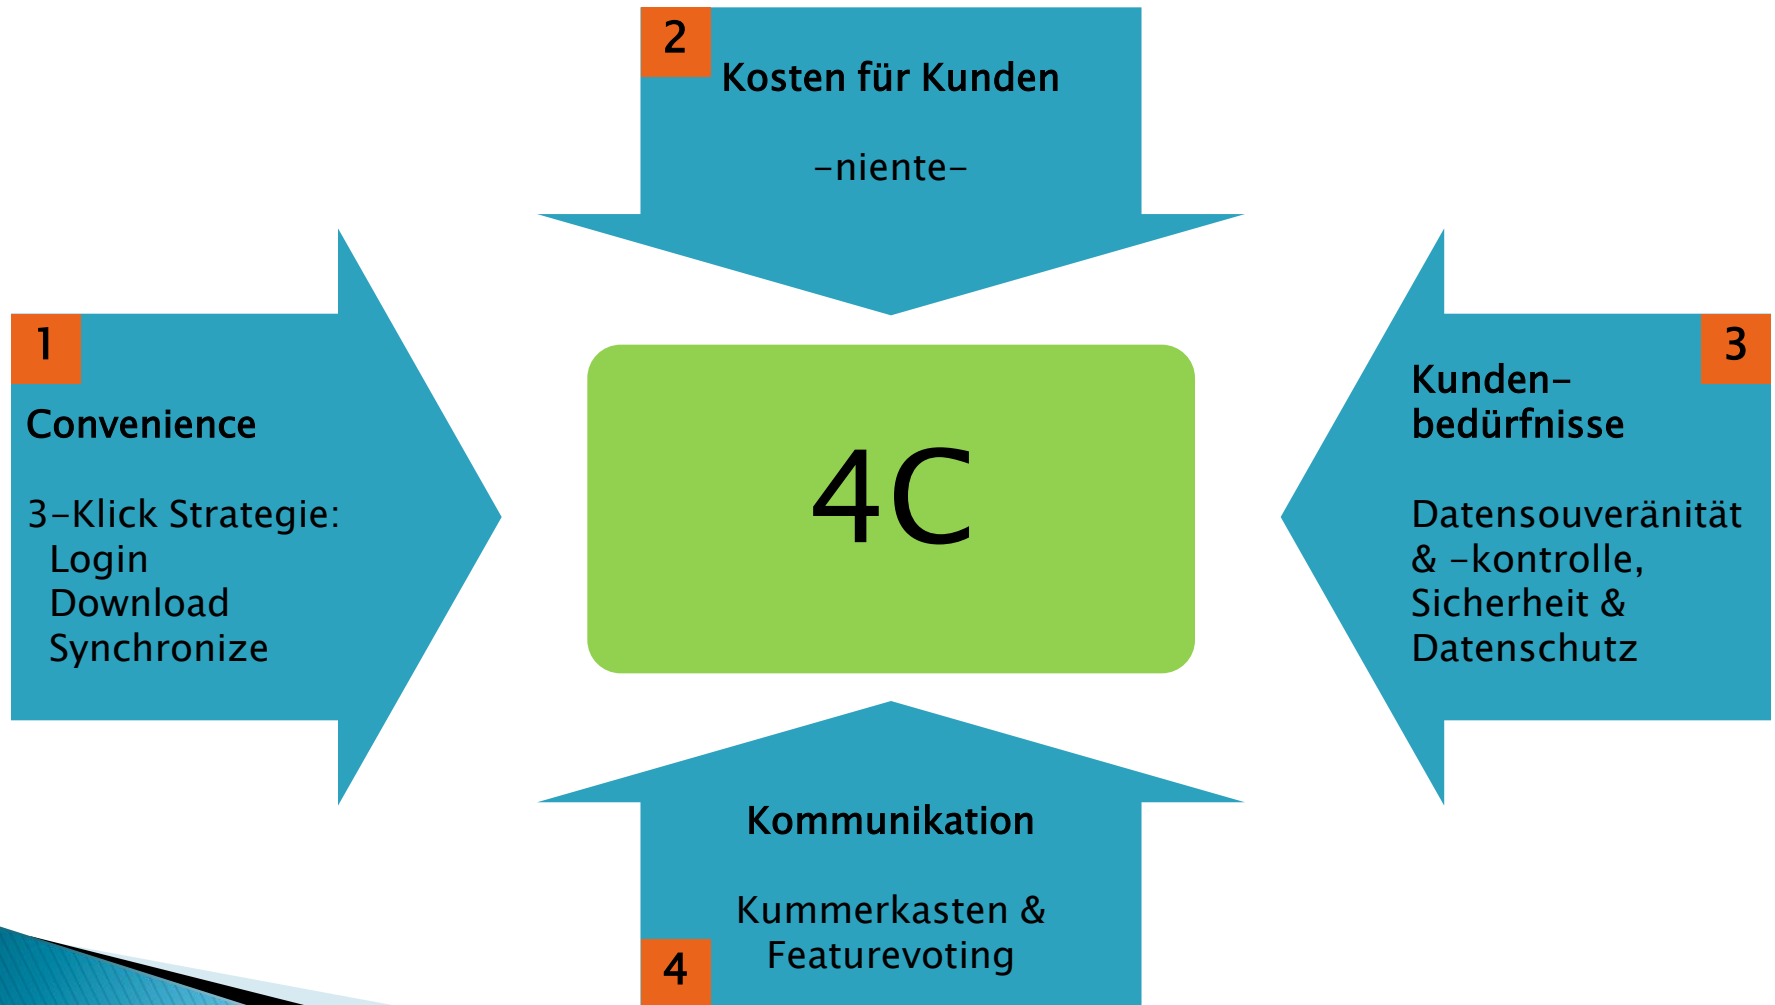 2
Kosten für Kunden
-niente-
1
Convenience
3-Klick Strategie:
Login
Download
Synchronize
4C
3
Kunden-
bedürfnisse
Datensouveränität
& -kontrolle,
Sicherheit &
Datenschutz
Kommunikation
Kummerkasten &
Featurevoting
4